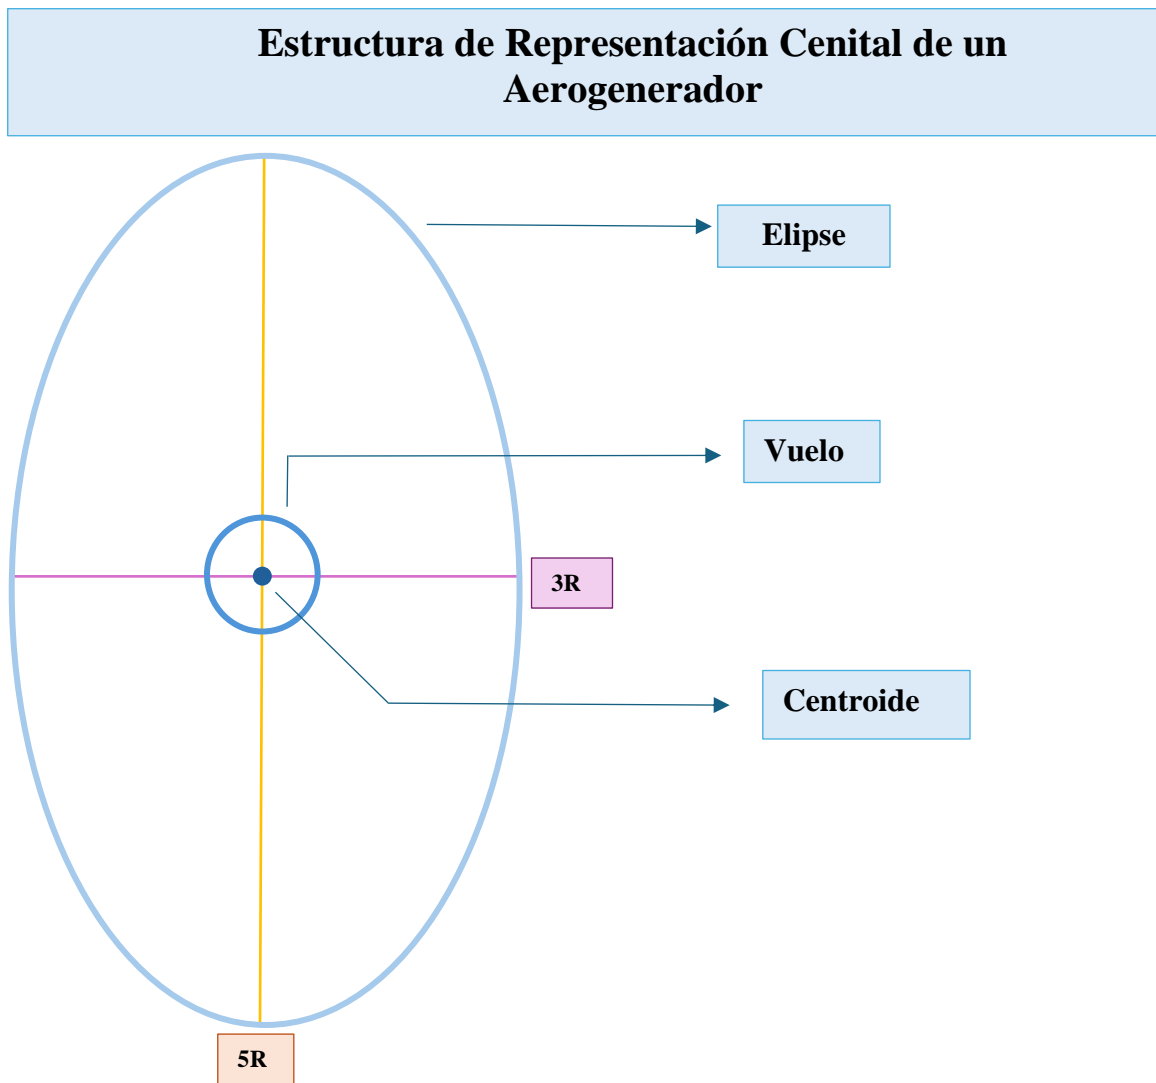 Estructura de Representación Cenital de un
Aerogenerador
Elipse
Vuelo
3R
Centroide
5R